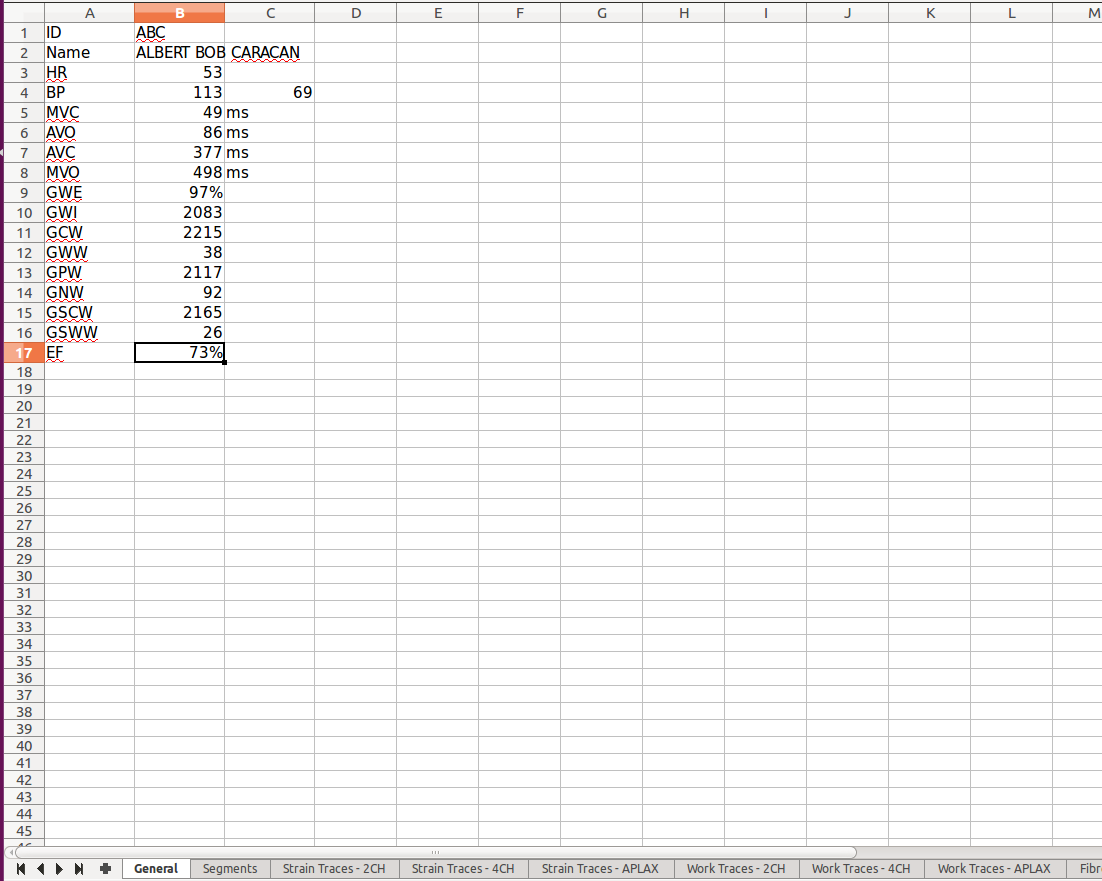 A B C D E F G H I J K L M
1 ID ABC
2 Name ALBERT BOB CARACAN
3 HR 53
4 BP 113 69
5 MVC 49 ms
6 AVO 86 ms
7 AVC 377 ms
8 MVO 498 ms
9 GWE 97%
10 GWI 2083
11 GCW 2215
12 GWW 38
13 GPW 2117
14 GNW 92
15 GSCW 2165
16 GSWW 26
17 EF 73%
18
19
20
21
22
23
24
25
26
27
28
29
30
31
32
33
34
35
36
37
38
39
40
41
42
43
44
45
General Segments Strain Traces - 2CH Strain Traces - 4CH Strain Traces - APLAX Work Traces - 2CH Work Traces - 4CH Work Traces - APLAX Fibr